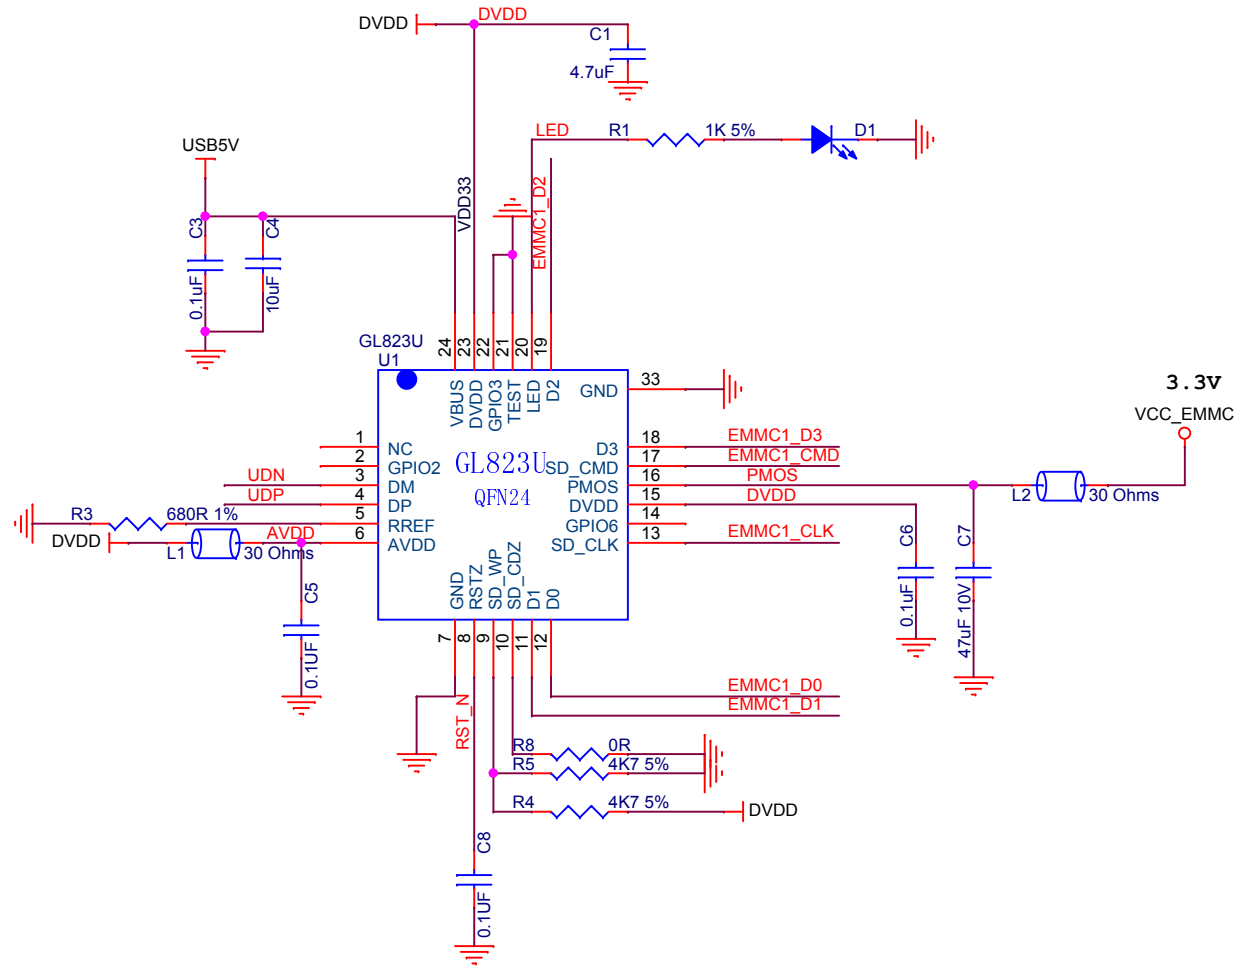 DVDD
DVDD
C1
4.7uF
LED
R1
1K 5%
D1
USB5V
VDD33
EMMC1_D2
C3
0.1uF
C4
10uF
GL823U
U1
24
23
22
21
20
19
VBUS
DVDD
GPIO3
TEST
LED
D2
GND
33
3.3V
VCC_EMMC
1
NC
2
GPIO2
UDN
3
DM
UDP
4
DP
R3
680R 1%
5
RREF
DVDD
L1
30 Ohms
AVDD
6
AVDD
GL823U
QFN24
D3
18
EMMC1_D3
SD_CMD
17
EMMC1_CMD
PMOS
16
PMOS
DVDD
15
DVDD
GPIO6
14
SD_CLK
13
EMMC1_CLK
L2
30 Ohms
C6
0.1uF
C7
47uF 10V
C5
0.1UF
GND
RSTZ
SD_WP
SD_CDZ
D1
D0
7
8
9
10
11
12
EMMC1_D0
EMMC1_D1
RST_N
R8
0R
R5
4K7 5%
R4
4K7 5%
DVDD
C8
0.1UF